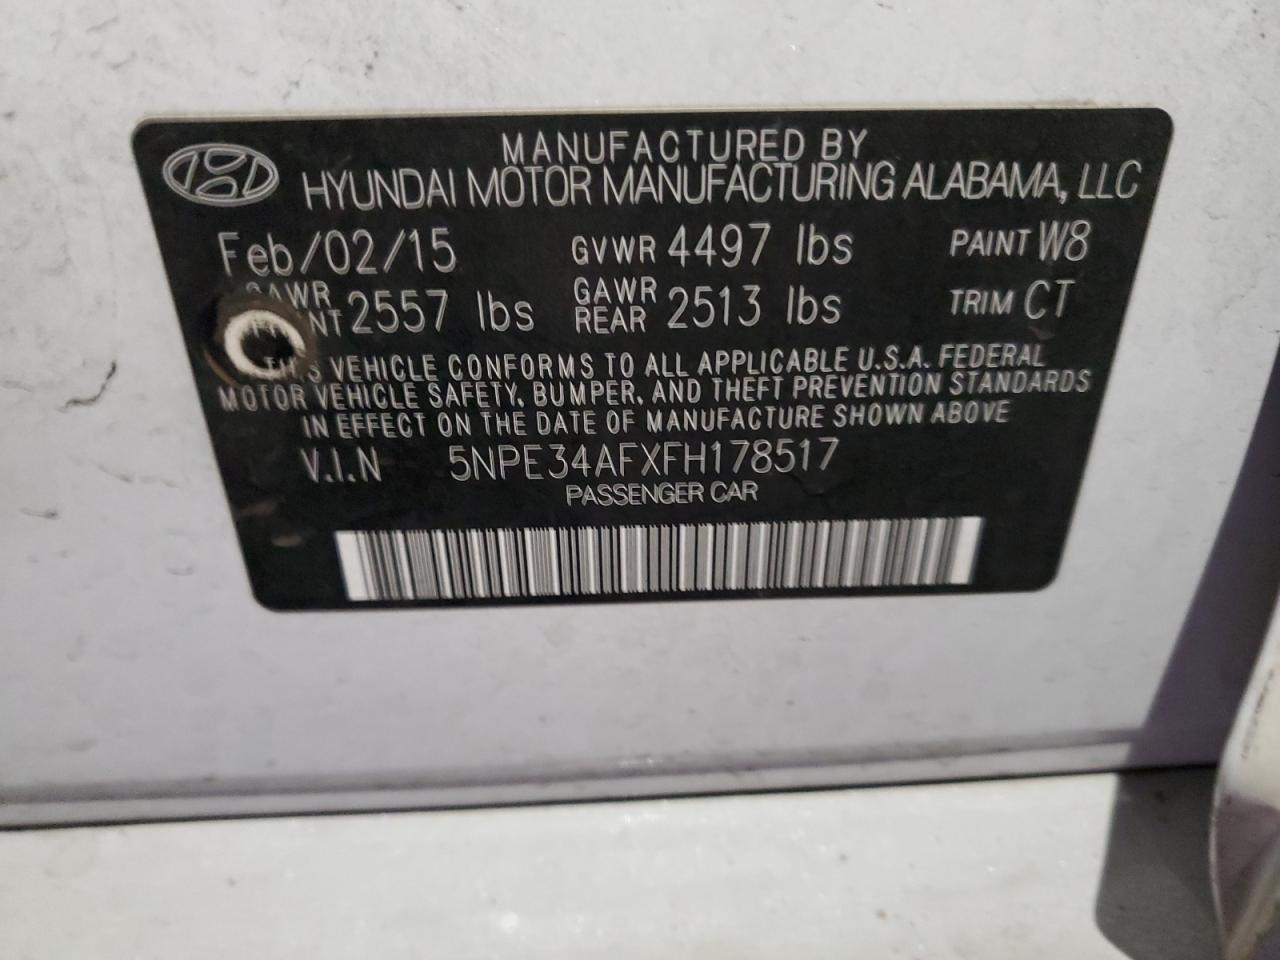 MANUFACTURED BY
HYUNDAI MOTOR MANUFACTURING ALABAMA, LLC
Feb/02/15 GVWR 4497 lbs PAINT W8
GAWR GAWR
2557 lbs REAR 2513 lbs TRIM CT
THIS VEHICLE CONFORMS TO ALL APPLICABLE U.S.A. FEDERAL
MOTOR VEHICLE SAFETY, BUMPER, AND THEFT PREVENTION STANDARDS
IN EFFECT ON THE DATE OF MANUFACTURE SHOWN ABOVE
V.I.N 5NPE34AFXFH178517
PASSENGER CAR